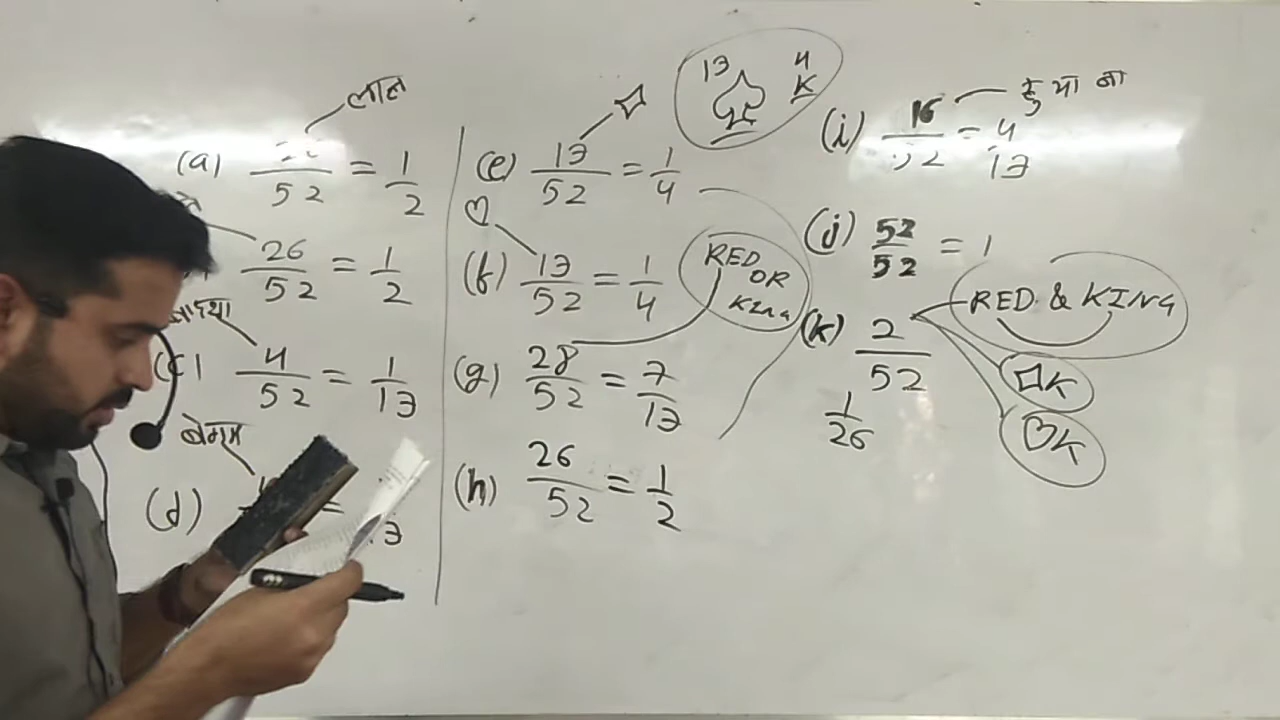 लाल
(a) 52 = 1/2
26/52 = 1/2
(c) 4/52 = 1/13
बेगम
(d) =
(e) 13/52 = 1/4
♡
(f) 13/52 = 1/4
(g) 28/52 = 7/13
(h) 26/52 = 1/2
13 4
K
RED
OR
KING
(i) 16/52 = 4/13
(j) 52/52 = 1
RED & KING
(k) 2/52
K
1/26
♡K